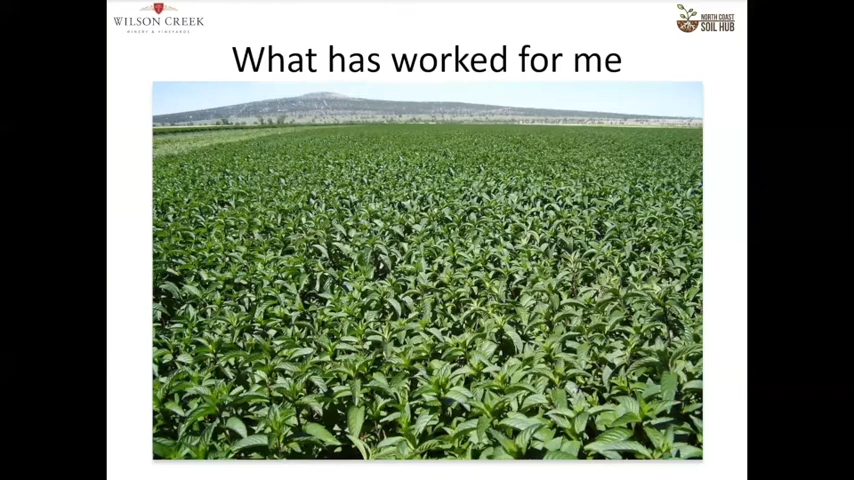 WILSON CREEK
WINERY & VINEYARDS
NORTH COAST
SOIL HUB
What has worked for me